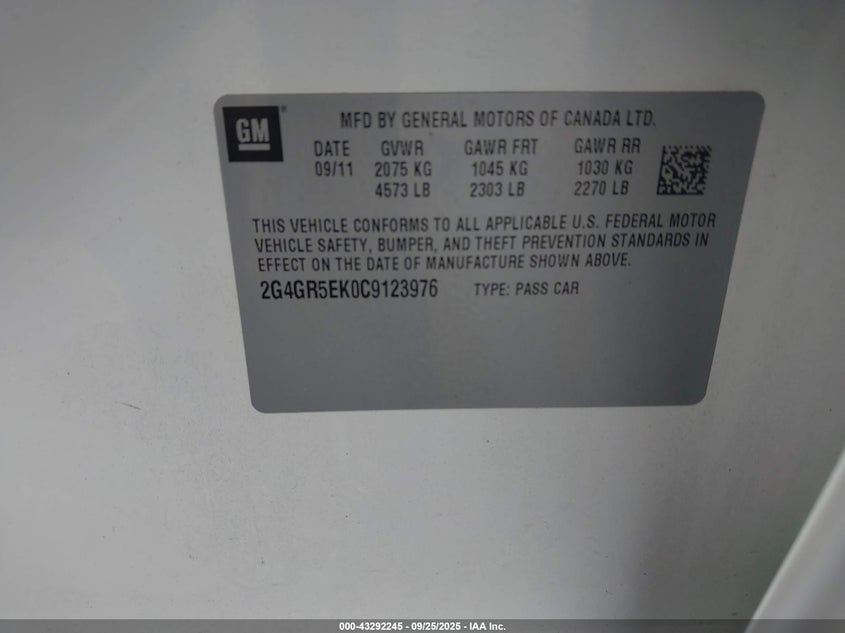 GM®
MFD BY GENERAL MOTORS OF CANADA LTD.
DATE GVWR GAWR FRT GAWR RR
09/11 2075 KG 1045 KG 1030 KG
4573 LB 2303 LB 2270 LB
THIS VEHICLE CONFORMS TO ALL APPLICABLE U.S. FEDERAL MOTOR
VEHICLE SAFETY, BUMPER, AND THEFT PREVENTION STANDARDS IN
EFFECT ON THE DATE OF MANUFACTURE SHOWN ABOVE.
2G4GR5EK0C9123976 TYPE: PASS CAR
000-43292245 - 09/25/2025 - IAA Inc.